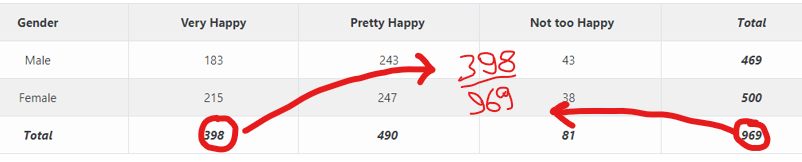 Gender Very Happy Pretty Happy Not too Happy Total
Male 183 243 43 469
398
Female 215 247 38 500
969
Total 398 490 81 969